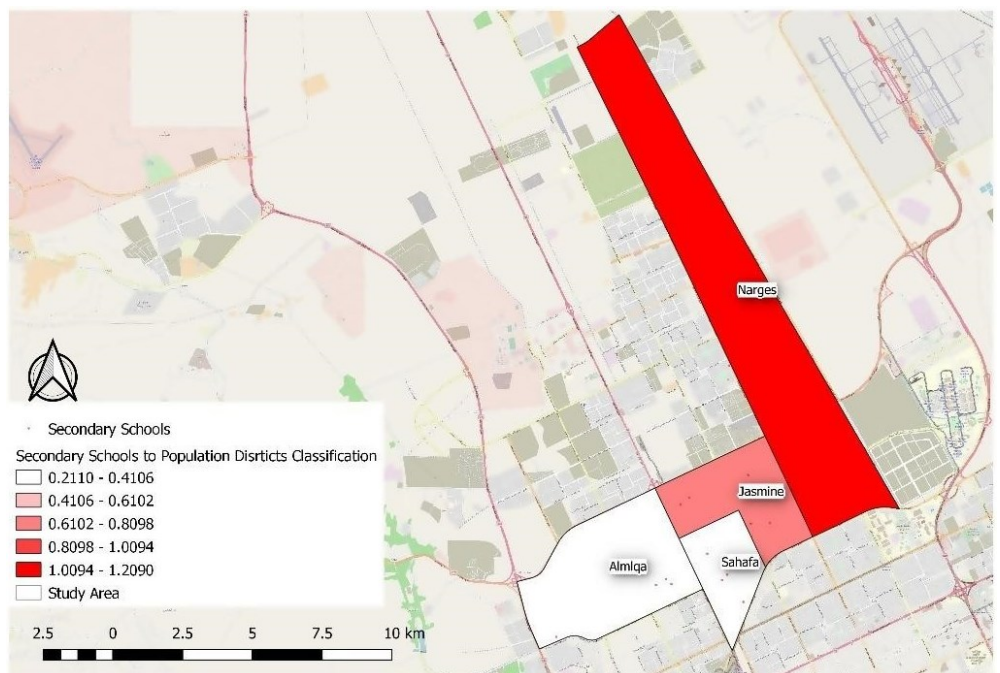 Narges
Jasmine
Almlqa
Sahafa
Secondary Schools
Secondary Schools to Population Disrticts Classification
0.2110 - 0.4106
0.4106 - 0.6102
0.6102 - 0.8098
0.8098 - 1.0094
1.0094 - 1.2090
Study Area
2.5 0 2.5 5 7.5 10 km